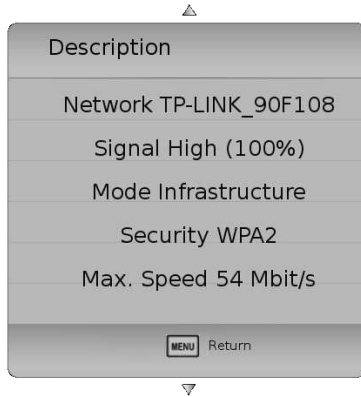 Description
Network TP-LINK_90F108
Signal High (100%)
Mode Infrastructure
Security WPA2
Max. Speed 54 Mbit/s
MENU Return